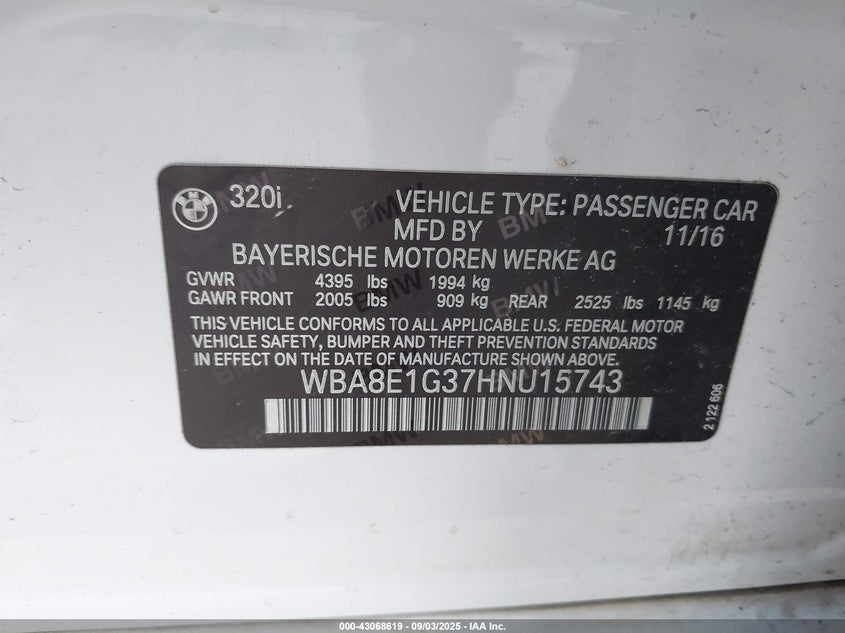 320i VEHICLE TYPE: PASSENGER CAR
MFD BY 11/16
BAYERISCHE MOTOREN WERKE AG
GVWR 4395 lbs 1994 kg
GAWR FRONT 2005 lbs 909 kg REAR 2525 lbs 1145 kg
THIS VEHICLE CONFORMS TO ALL APPLICABLE U.S. FEDERAL MOTOR
VEHICLE SAFETY, BUMPER AND THEFT PREVENTION STANDARDS
IN EFFECT ON THE DATE OF MANUFACTURE SHOWN ABOVE.
WBA8E1G37HNU15743
2 122 606
000-43068619 - 09/03/2025 - IAA Inc.